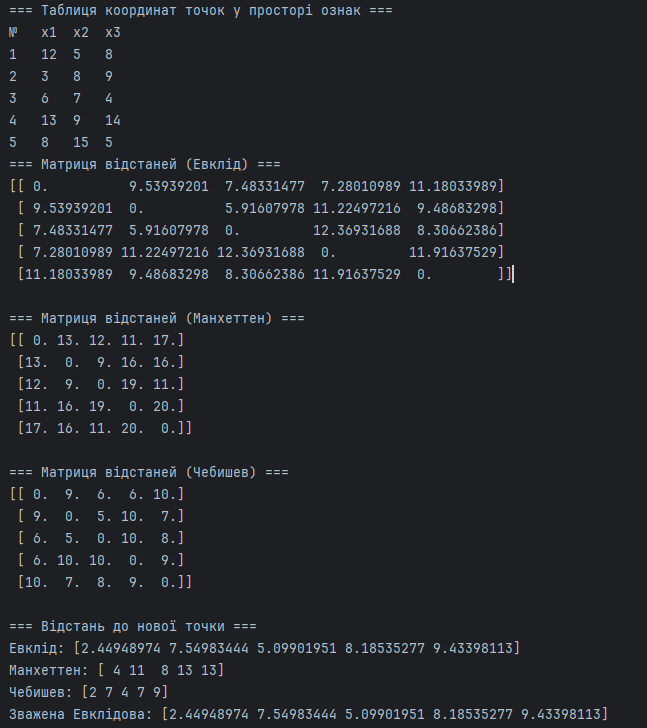 === Таблиця координат точок у просторі ознак ===
№   x1  x2  x3
1   12  5   8
2   3   8   9
3   6   7   4
4   13  9   14
5   8   15  5
=== Матриця відстаней (Евклід) ===
[[ 0.          9.53939201  7.48331477  7.28010989 11.18033989]
 [ 9.53939201  0.          5.91607978 11.22497216  9.48683298]
 [ 7.48331477  5.91607978  0.         12.36931688  8.30662386]
 [ 7.28010989 11.22497216 12.36931688  0.         11.91637529]
 [11.18033989  9.48683298  8.30662386 11.91637529  0.        ]]
=== Матриця відстаней (Манхеттен) ===
[[ 0. 13. 12. 11. 17.]
 [13.  0.  9. 16. 16.]
 [12.  9.  0. 19. 11.]
 [11. 16. 19.  0. 20.]
 [17. 16. 11. 20.  0.]]
=== Матриця відстаней (Чебишев) ===
[[ 0.  9.  6.  6. 10.]
 [ 9.  0.  5. 10.  7.]
 [ 6.  5.  0. 10.  8.]
 [ 6. 10. 10.  0.  9.]
 [10.  7.  8.  9.  0.]]
=== Відстань до нової точки ===
Евклід: [2.44948974 7.54983444 5.09901951 8.18535277 9.43398113]
Манхеттен: [ 4 11  8 13 13]
Чебишев: [2 7 4 7 9]
Зважена Евклідова: [2.44948974 7.54983444 5.09901951 8.18535277 9.43398113]